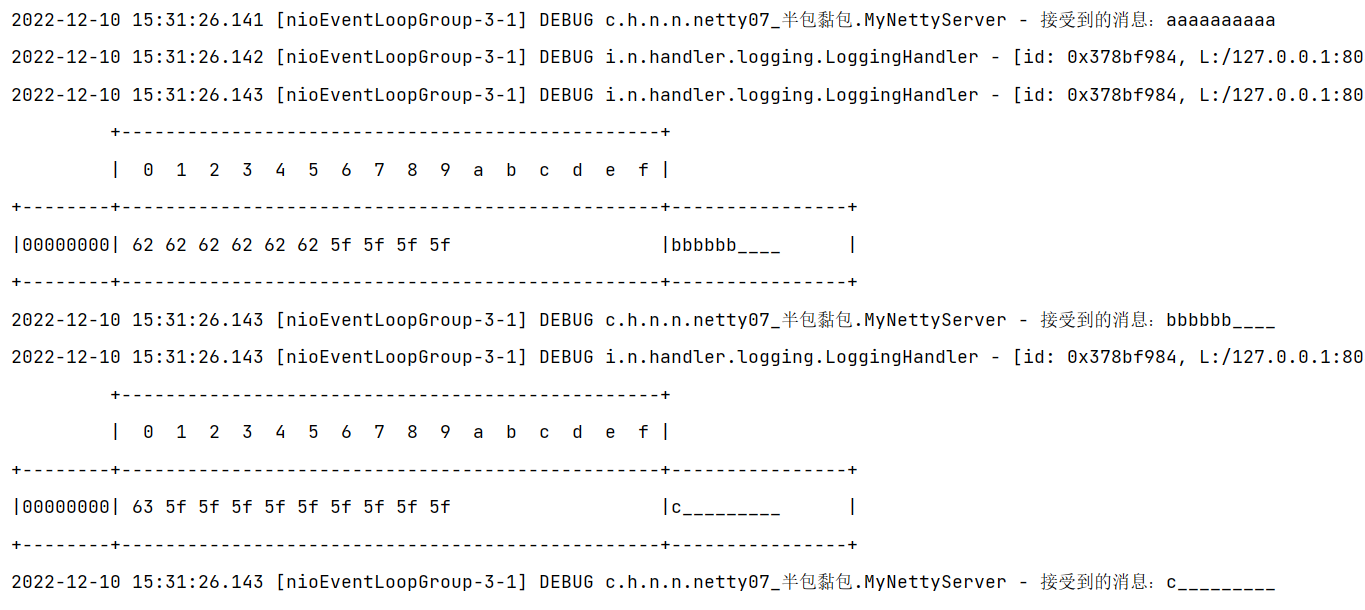 2022-12-10 15:31:26.141 [nioEventLoopGroup-3-1] DEBUG c.h.n.n.netty07_半包黏包.MyNettyServer - 接受到的消息：aaaaaaaaaa
2022-12-10 15:31:26.142 [nioEventLoopGroup-3-1] DEBUG i.n.handler.logging.LoggingHandler - [id: 0x378bf984, L:/127.0.0.1:80
2022-12-10 15:31:26.143 [nioEventLoopGroup-3-1] DEBUG i.n.handler.logging.LoggingHandler - [id: 0x378bf984, L:/127.0.0.1:80
         +-------------------------------------------------+
         |  0  1  2  3  4  5  6  7  8  9  a  b  c  d  e  f |
+--------+-------------------------------------------------+----------------+
|00000000| 62 62 62 62 62 62 5f 5f 5f 5f                   |bbbbbb____      |
+--------+-------------------------------------------------+----------------+
2022-12-10 15:31:26.143 [nioEventLoopGroup-3-1] DEBUG c.h.n.n.netty07_半包黏包.MyNettyServer - 接受到的消息：bbbbbb____
2022-12-10 15:31:26.143 [nioEventLoopGroup-3-1] DEBUG i.n.handler.logging.LoggingHandler - [id: 0x378bf984, L:/127.0.0.1:80
         +-------------------------------------------------+
         |  0  1  2  3  4  5  6  7  8  9  a  b  c  d  e  f |
+--------+-------------------------------------------------+----------------+
|00000000| 63 5f 5f 5f 5f 5f 5f 5f 5f 5f                   |c_________      |
+--------+-------------------------------------------------+----------------+
2022-12-10 15:31:26.143 [nioEventLoopGroup-3-1] DEBUG c.h.n.n.netty07_半包黏包.MyNettyServer - 接受到的消息：c_________